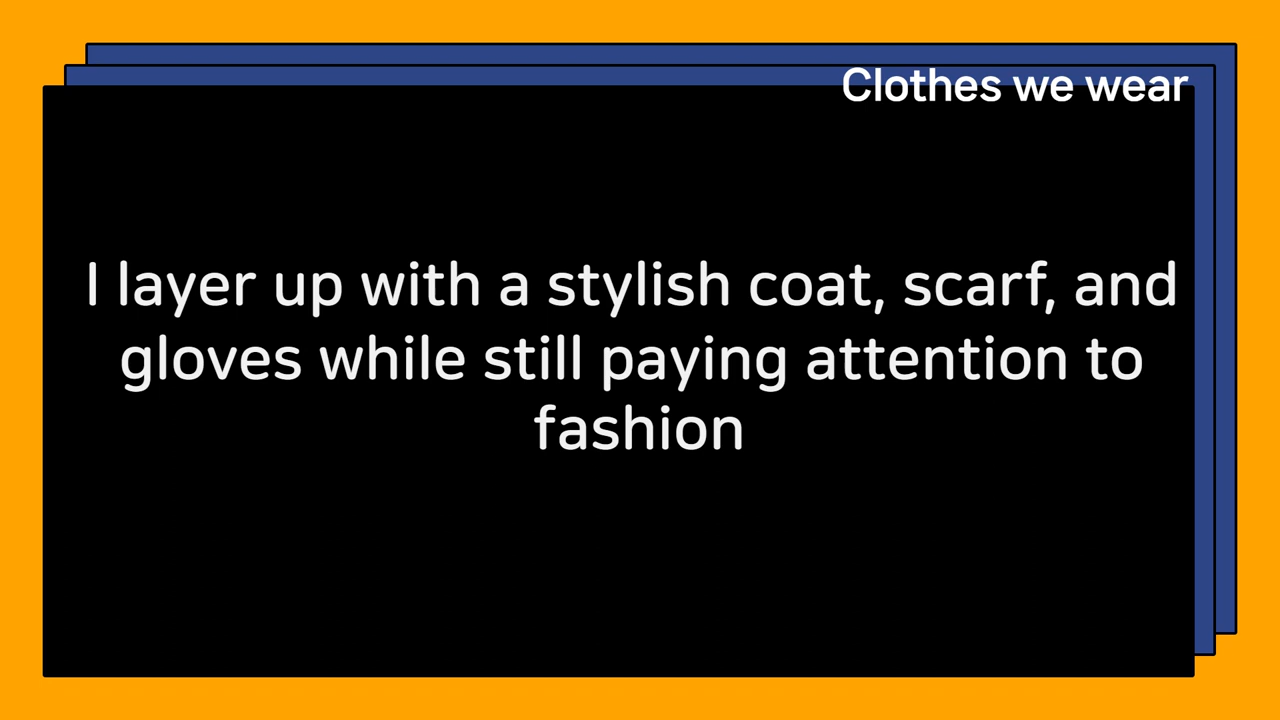 Clothes we wear
I layer up with a stylish coat, scarf, and
gloves while still paying attention to
fashion